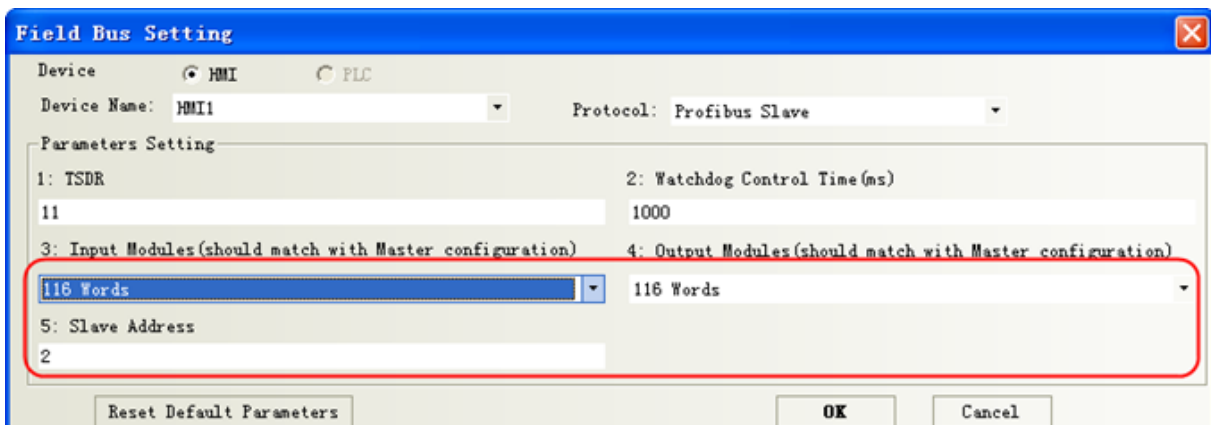 Field Bus Setting
Device HMI PLC
Device Name: HMI1 Protocol: Profibus Slave
Parameters Setting
1: TSDR 2: Watchdog Control Time(ms)
11 1000
3: Input Modules(should match with Master configuration) 4: Output Modules(should match with Master configuration)
116 Words 116 Words
5: Slave Address
2
Reset Default Parameters OK Cancel